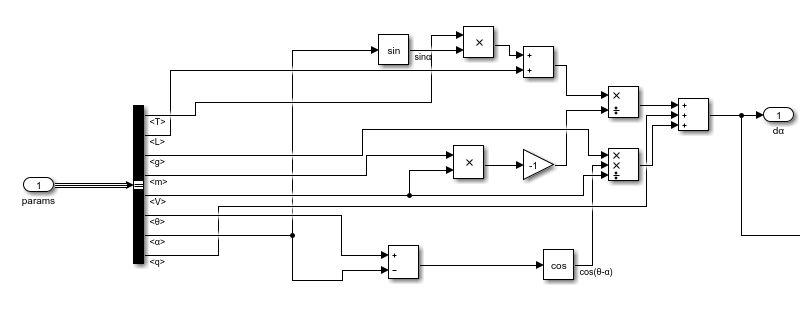 sin
sinα
×
+
+
×
÷
+
+
+
1
dα
<T>
<L>
<g>
<m>
<V>
<θ>
<α>
<q>
1
params
×
-1
×
×
÷
+
−
cos
cos(θ-α)